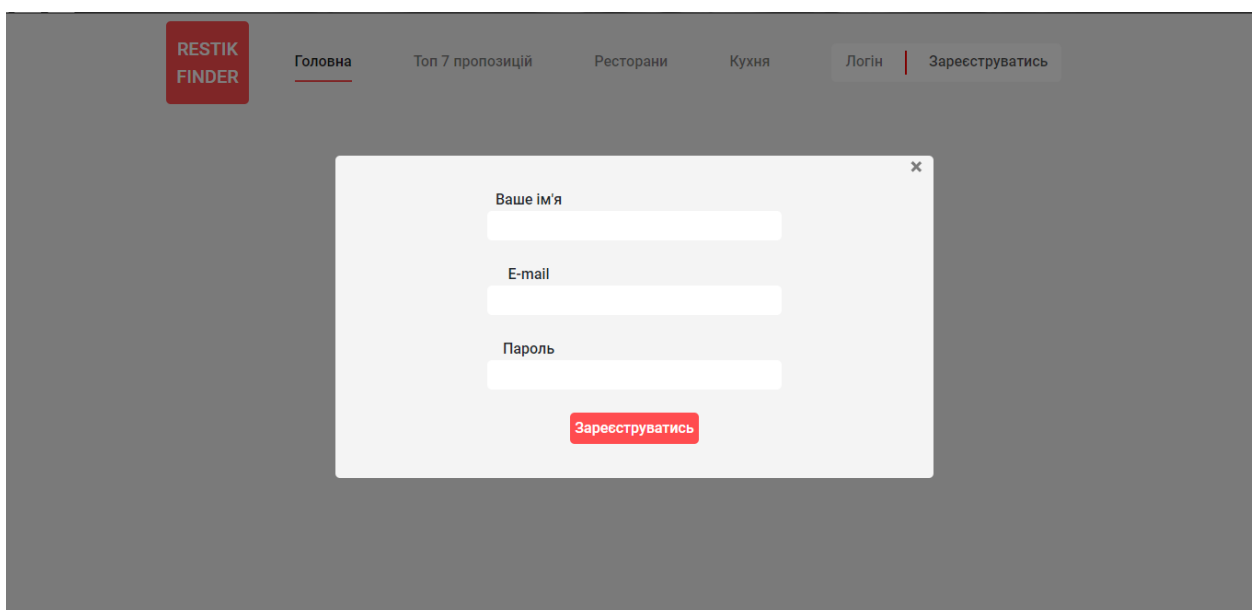 RESTIK
FINDER
Головна
Топ 7 пропозицій
Ресторани
Кухня
Логін
Зареєструватись
×
Ваше ім'я
E-mail
Пароль
Зареєструватись